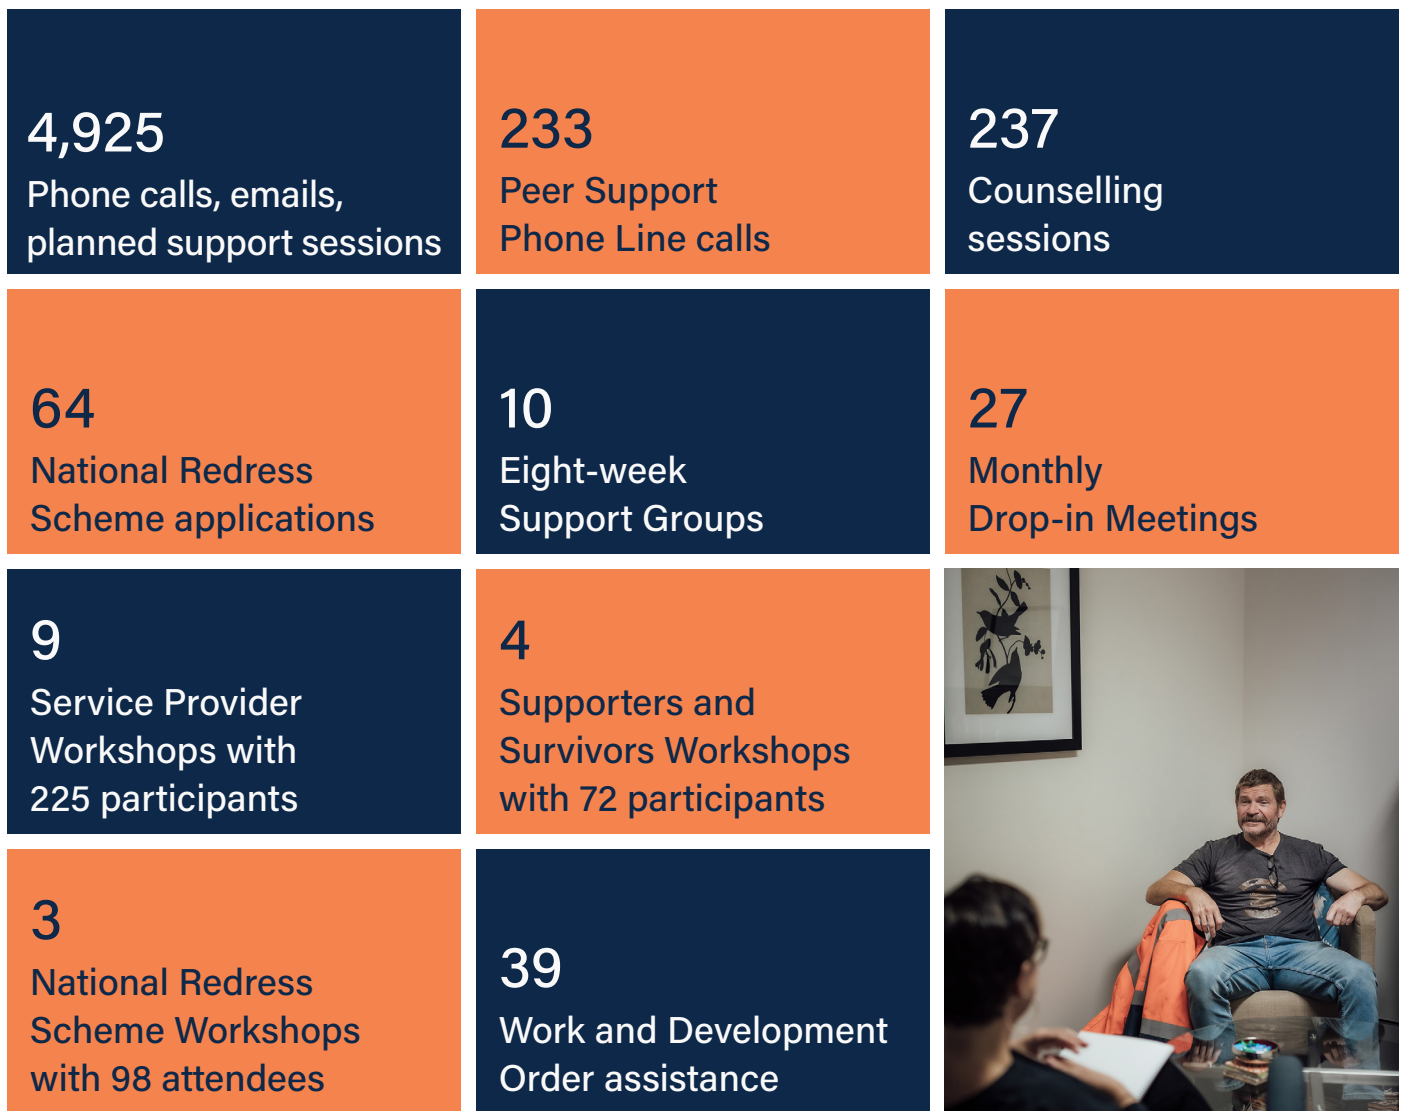 4,925
Phone calls, emails,
planned support sessions
233
Peer Support
Phone Line calls
237
Counselling
sessions
64
National Redress
Scheme applications
10
Eight-week
Support Groups
27
Monthly
Drop-in Meetings
9
Service Provider
Workshops with
225 participants
4
Supporters and
Survivors Workshops
with 72 participants
3
National Redress
Scheme Workshops
with 98 attendees
39
Work and Development
Order assistance